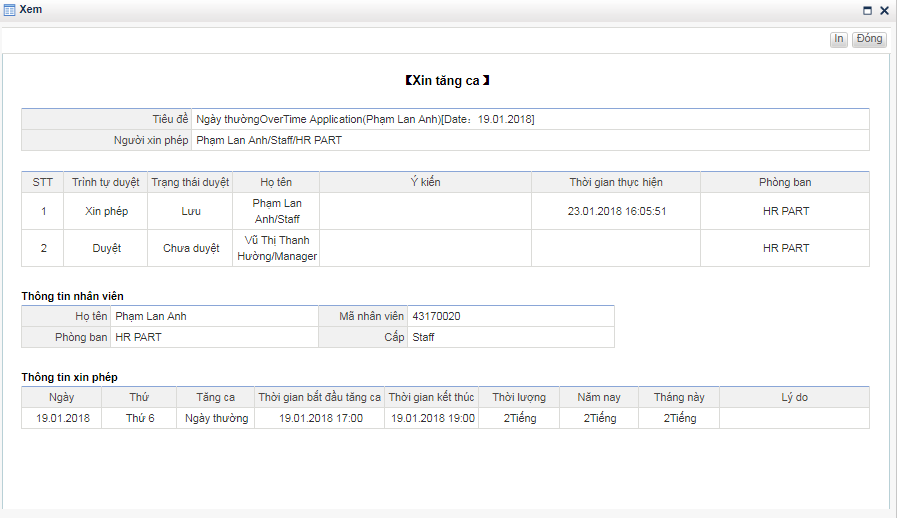 Xem
In Đóng
【Xin tăng ca 】
Tiêu đề Ngày thườngOverTime Application(Phạm Lan Anh)[Date：19.01.2018]
Người xin phép Phạm Lan Anh/Staff/HR PART
STT Trình tự duyệt Trạng thái duyệt Họ tên Ý kiến Thời gian thực hiện Phòng ban
1 Xin phép Lưu Phạm Lan Anh/Staff 23.01.2018 16:05:51 HR PART
2 Duyệt Chưa duyệt Vũ Thị Thanh Hường/Manager HR PART
Thông tin nhân viên
Họ tên Phạm Lan Anh Mã nhân viên 43170020
Phòng ban HR PART Cấp Staff
Thông tin xin phép
Ngày Thứ Tăng ca Thời gian bắt đầu tăng ca Thời gian kết thúc Thời lượng Năm nay Tháng này Lý do
19.01.2018 Thứ 6 Ngày thường 19.01.2018 17:00 19.01.2018 19:00 2Tiếng 2Tiếng 2Tiếng